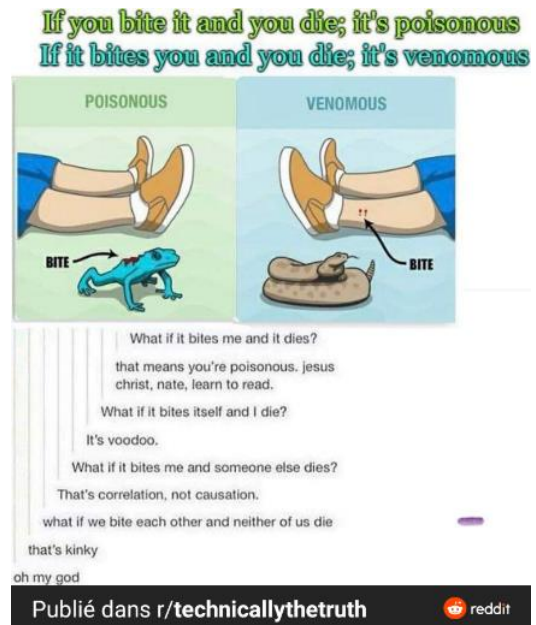 If you bite it and you die; it's poisonous
If it bites you and you die; it's venomous
POISONOUS
VENOMOUS
BITE
BITE
What if it bites me and it dies?
that means you're poisonous. jesus
christ, nate, learn to read.
What if it bites itself and I die?
It's voodoo.
What if it bites me and someone else dies?
That's correlation, not causation.
what if we bite each other and neither of us die
that's kinky
oh my god
Publié dans r/technicallythetruth
reddit